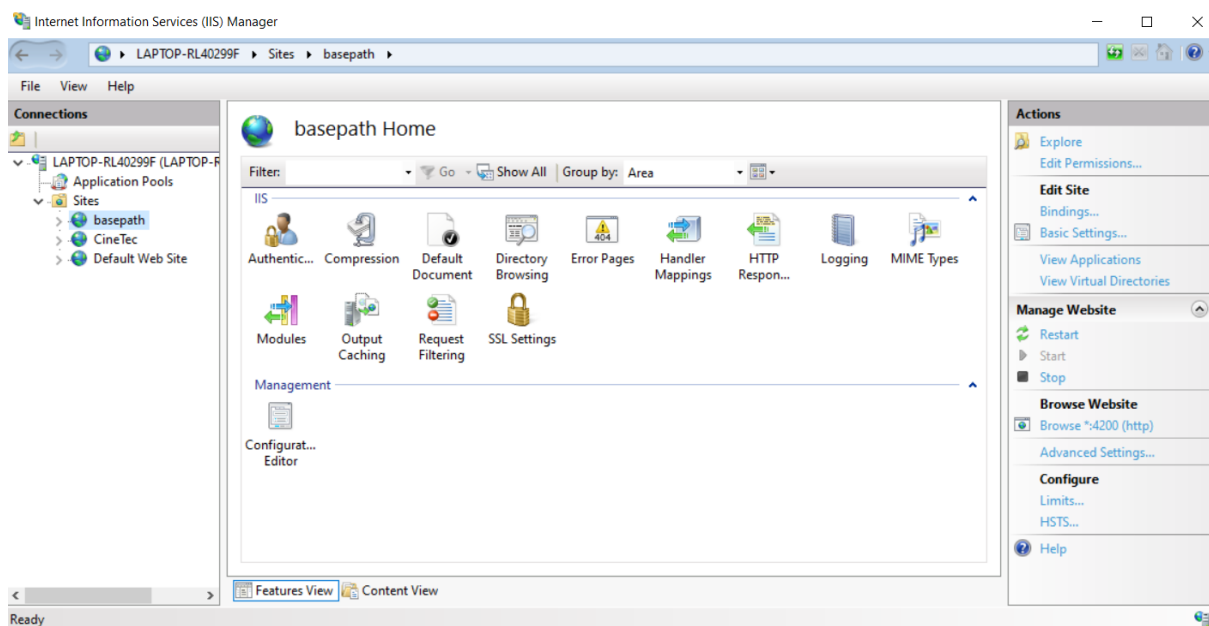 Internet Information Services (IIS) Manager
LAPTOP-RL40299F Sites basepath
File View Help
Connections
LAPTOP-RL40299F (LAPTOP-R
Application Pools
Sites
basepath
CineTec
Default Web Site
basepath Home
Filter: Go Show All Group by: Area
IIS
Authentic... Compression Default Document Directory Browsing Error Pages Handler Mappings HTTP Respon... Logging MIME Types
404
Modules Output Caching Request Filtering SSL Settings
Management
Configurat... Editor
Features View Content View
Actions
Explore
Edit Permissions...
Edit Site
Bindings...
Basic Settings...
View Applications
View Virtual Directories
Manage Website
Restart
Start
Stop
Browse Website
Browse *:4200 (http)
Advanced Settings...
Configure
Limits...
HSTS...
Help
Ready